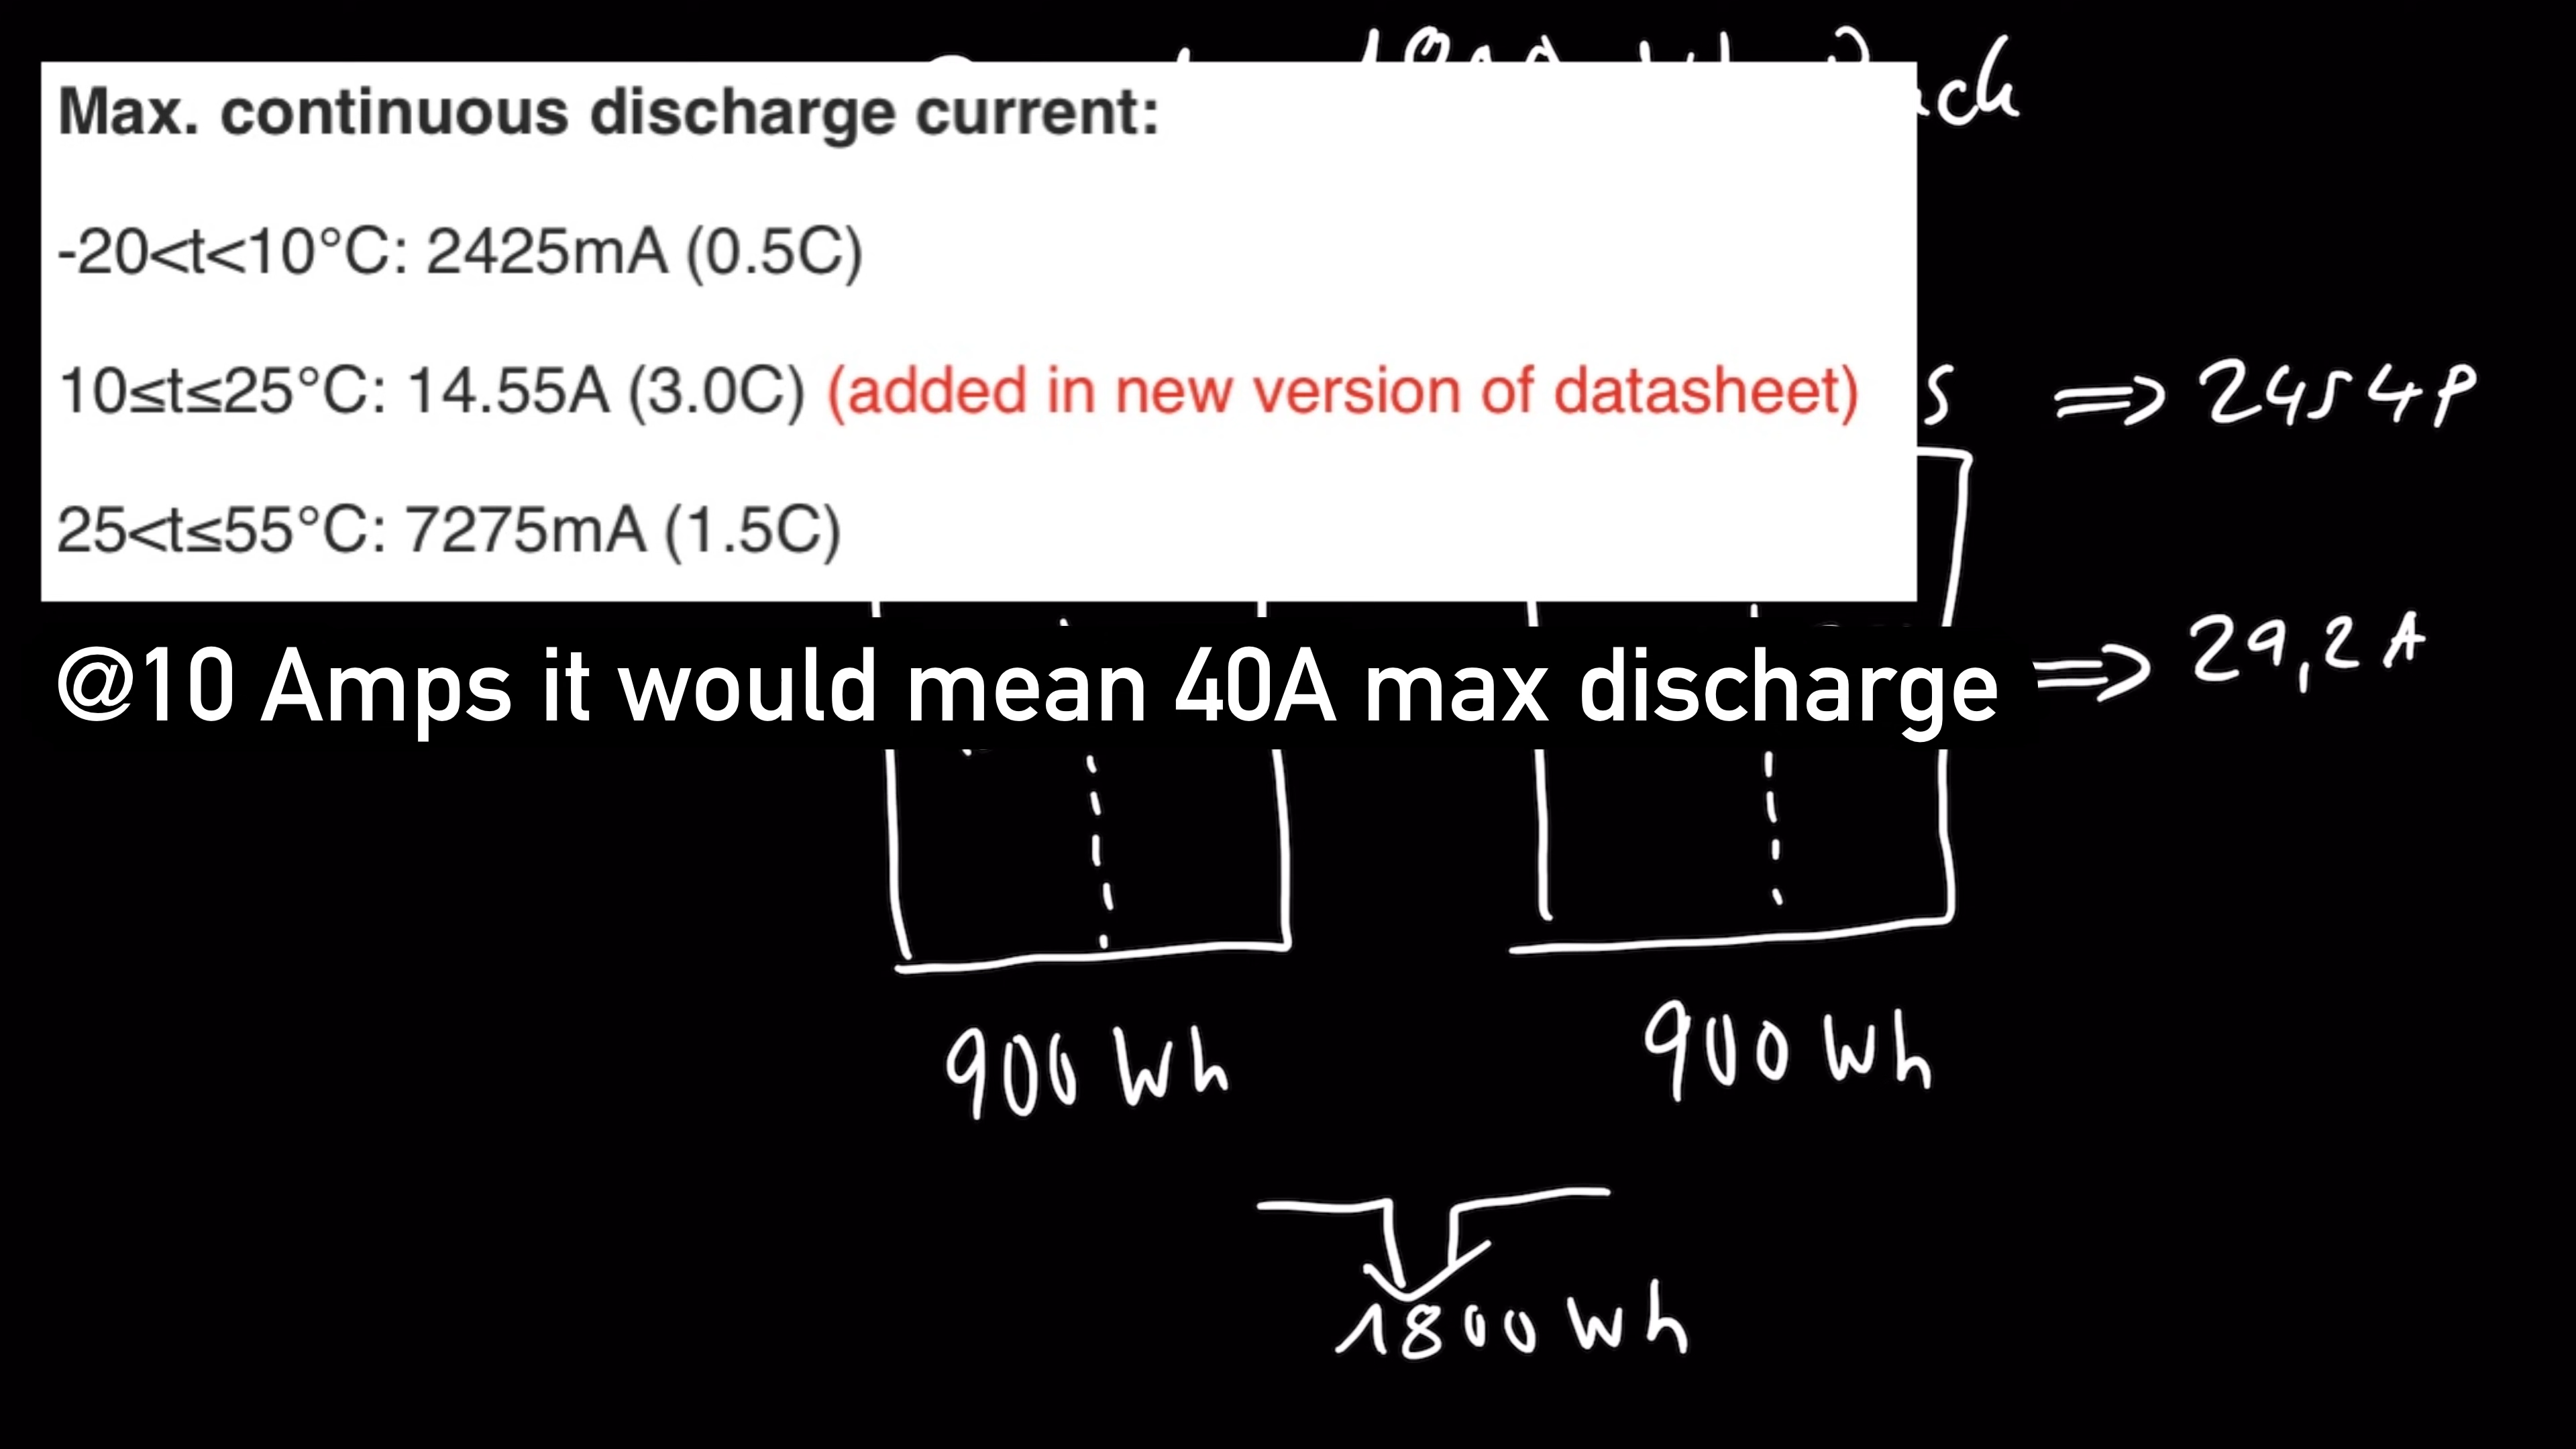 ack
Max. continuous discharge current:
-20<t<10°C: 2425mA (0.5C)
10≤t≤25°C: 14.55A (3.0C) (added in new version of datasheet)
S ⇒ 24S4P
25<t≤55°C: 7275mA (1.5C)
@10 Amps it would mean 40A max discharge
⇒ 29,2 A
900 Wh
900 Wh
1800 Wh